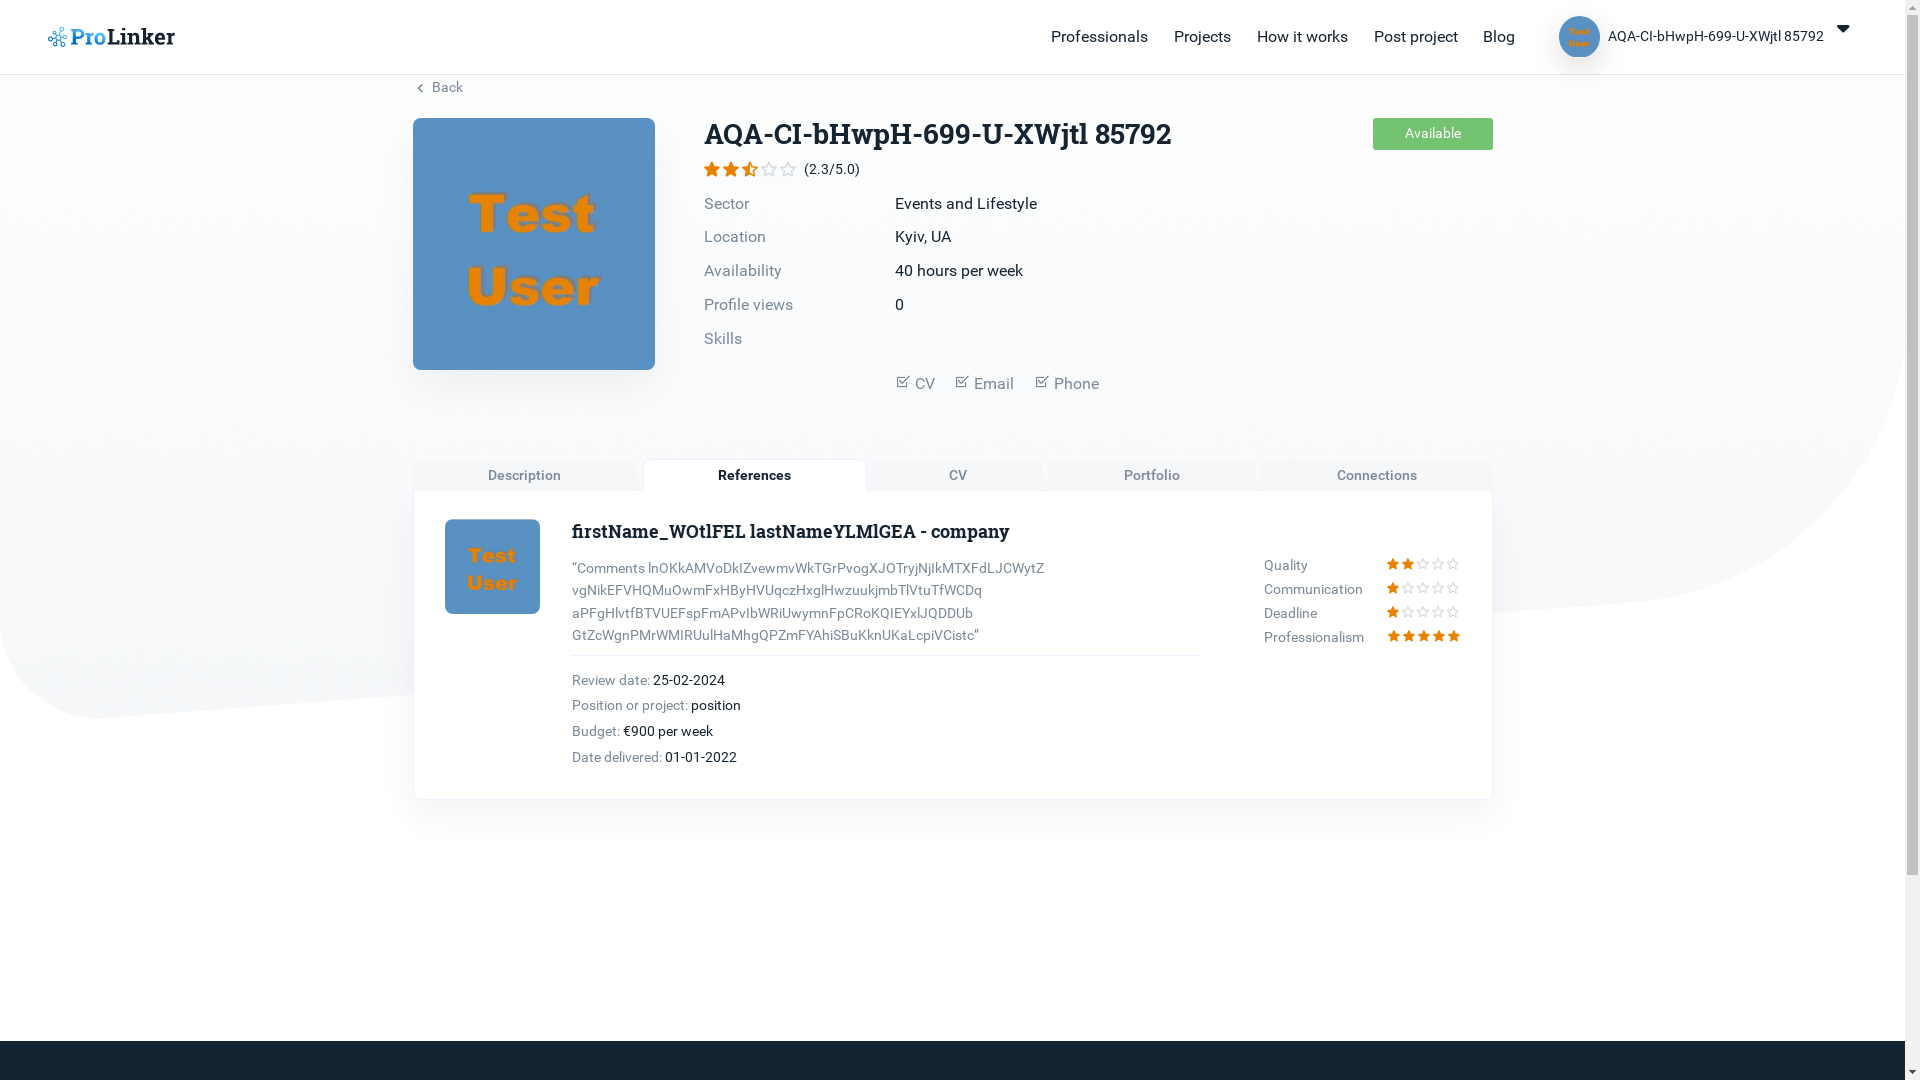 ProLinker
Professionals Projects How it works Post project Blog
Test
User
AQA-CI-bHwpH-699-U-XWjtl 85792
Back
Test
User
AQA-CI-bHwpH-699-U-XWjtl 85792
Available
(2.3/5.0)
Sector Events and Lifestyle
Location Kyiv, UA
Availability 40 hours per week
Profile views 0
Skills
CV Email Phone
Description References CV Portfolio Connections
Test
User
firstName_WOtlFEL lastNameYLMlGEA - company
“Comments lnOKkAMVoDkIZvewmvWkTGrPvogXJOTryjNjIkMTXFdLJCWytZ
vgNikEFVHQMuOwmFxHByHVUqczHxglHwzuukjmbTlVtuTfWCDq
aPFgHlvtfBTVUEFspFmAPvIbWRiUwymnFpCRoKQIEYxlJQDDUb
GtZcWgnPMrWMIRUulHaMhgQPZmFYAhiSBuKknUKaLcpiVCistc”
Quality
Communication
Deadline
Professionalism
Review date: 25-02-2024
Position or project: position
Budget: €900 per week
Date delivered: 01-01-2022